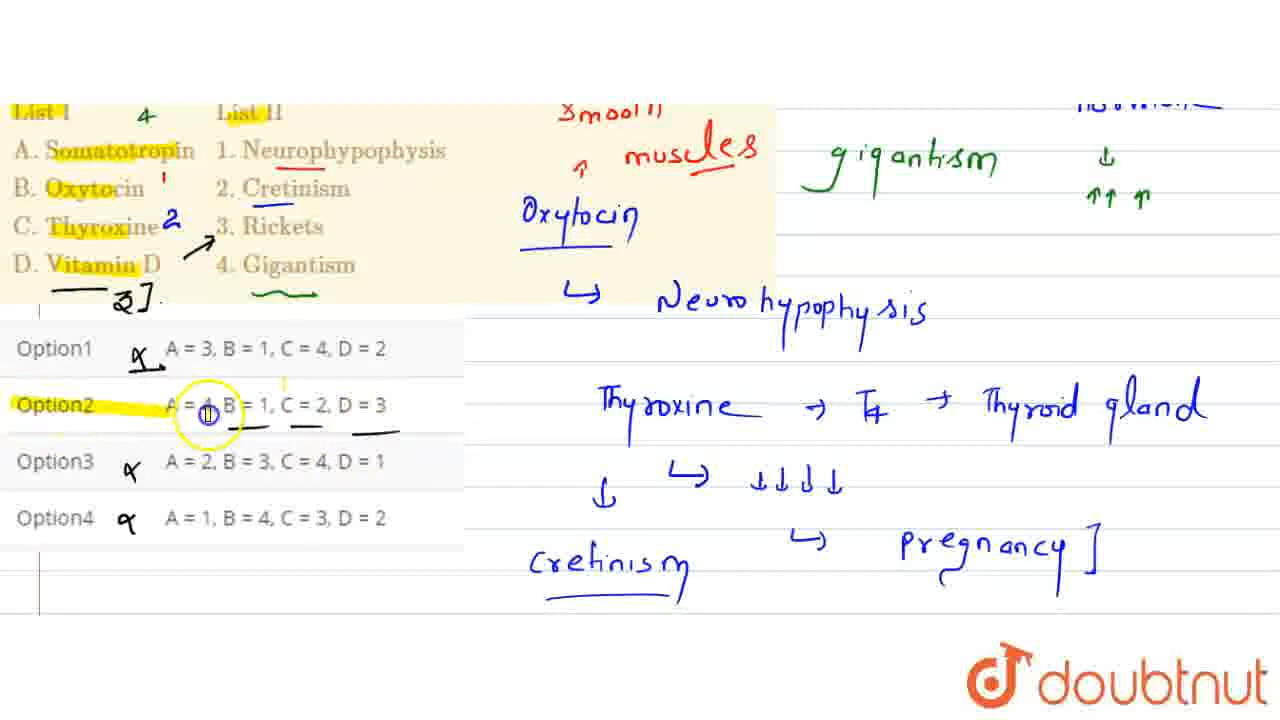 List I 4 List II
A. Somatotropin 1. Neurophypophysis
B. Oxytocin 1 2. Cretinism
C. Thyroxine 2 3. Rickets
D. Vitamin D 4. Gigantism
3].
Option1 A = 3, B = 1, C = 4, D = 2
Option2 A = 4, B = 1, C = 2, D = 3
Option3 A = 2, B = 3, C = 4, D = 1
Option4 A = 1, B = 4, C = 3, D = 2
smooth
↑ muscles
Oxytocin
↳ Neurohypophysis
Thyroxine → T4 → Thyroid gland
↓ ↳ ↓↓↓↓
Cretinism ↳ pregnancy ]
gigantism
↓
↑↑ ↑
doubtnut